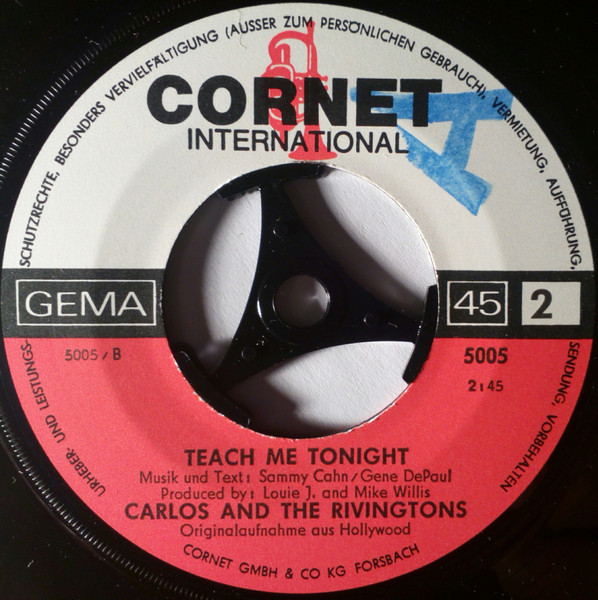 SCHUTZRECHTE, BESONDERS VERVIELFÄLTIGUNG (AUSSER ZUM PERSÖNLICHEN GEBRAUCH), VERMIETUNG, AUFFÜHRUNG,
CORNET
INTERNATIONAL
GEMA
45
2
5005/B
5005
2:45
TEACH ME TONIGHT
Musik und Text: Sammy Cahn/Gene DePaul
Produced by: Louie J. and Mike Willis
CARLOS AND THE RIVINGTONS
Originalaufnahme aus Hollywood
CORNET GMBH & CO KG FORSBACH
URHEBER- UND LEISTUNGS-
SENDUNG, VORBEHALTEN